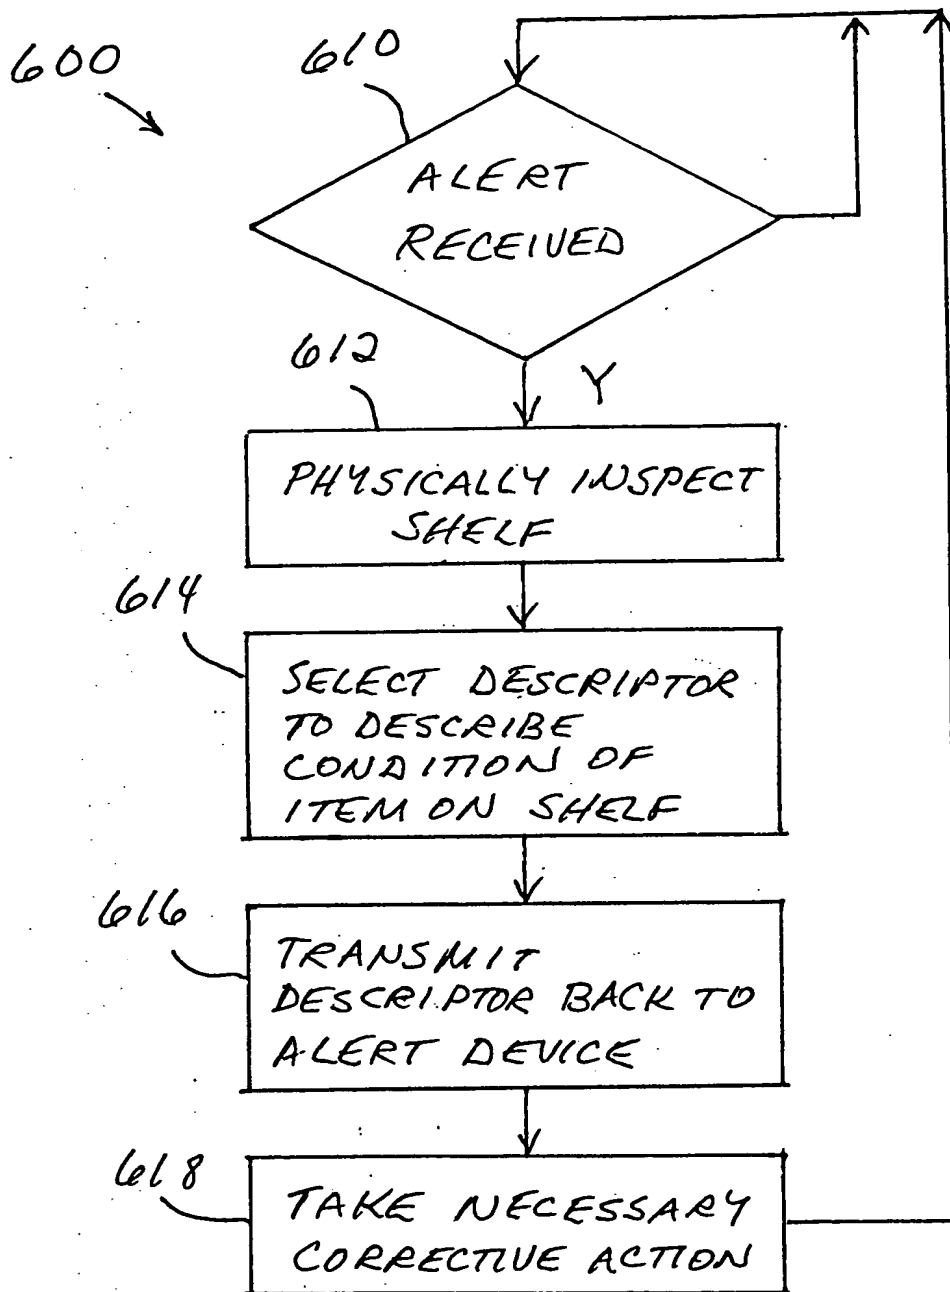 600
610
ALERT
RECEIVED
612
Y
PHYSICALLY INSPECT
SHELF
614
SELECT DESCRIPTOR
TO DESCRIBE
CONDITION OF
ITEM ON SHELF
616
TRANSMIT
DESCRIPTOR BACK TO
ALERT DEVICE
618
TAKE NECESSARY
CORRECTIVE ACTION